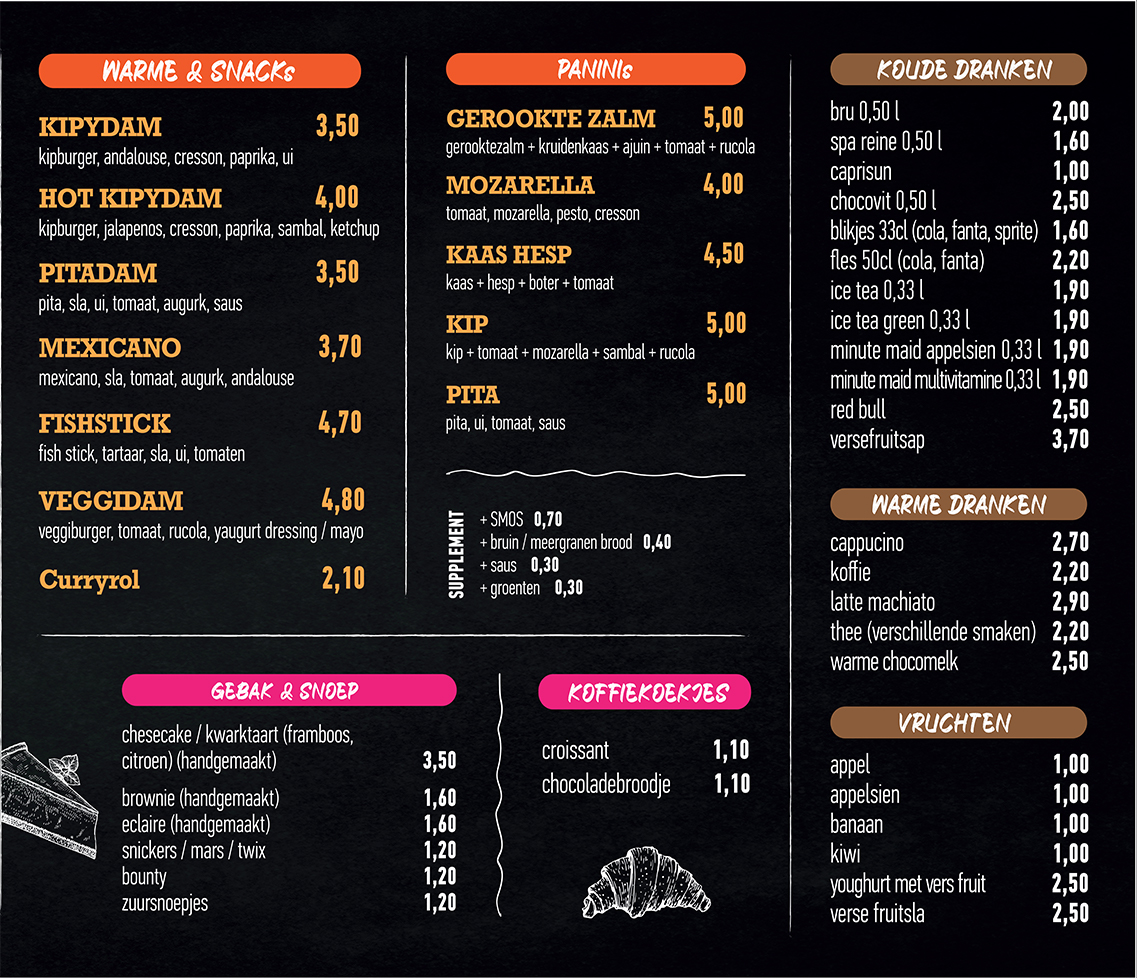 WARME & SNACKs
KIPYDAM 3,50
kipburger, andalouse, cresson, paprika, ui
HOT KIPYDAM 4,00
kipburger, jalapenos, cresson, paprika, sambal, ketchup
PITADAM 3,50
pita, sla, ui, tomaat, augurk, saus
MEXICANO 3,70
mexicano, sla, tomaat, augurk, andalouse
FISHSTICK 4,70
fish stick, tartaar, sla, ui, tomaten
VEGGIDAM 4,80
veggiburger, tomaat, rucola, yaugurt dressing / mayo
Curryrol 2,10
PANINIs
GEROOKTE ZALM 5,00
gerooktezalm + kruidenkaas + ajuin + tomaat + rucola
MOZARELLA 4,00
tomaat, mozarella, pesto, cresson
KAAS HESP 4,50
kaas + hesp + boter + tomaat
KIP 5,00
kip + tomaat + mozarella + sambal + rucola
PITA 5,00
pita, ui, tomaat, saus
SUPPLEMENT
+ SMOS 0,70
+ bruin / meergranen brood 0,40
+ saus 0,30
+ groenten 0,30
GEBAK & SNOEP
chesecake / kwarktaart (framboos,
citroen) (handgemaakt) 3,50
brownie (handgemaakt) 1,60
eclaire (handgemaakt) 1,60
snickers / mars / twix 1,20
bounty 1,20
zuursnoepjes 1,20
KOFFIEKOEKJES
croissant 1,10
chocoladebroodje 1,10
KOUDE DRANKEN
bru 0,50 l 2,00
spa reine 0,50 l 1,60
caprisun 1,00
chocovit 0,50 l 2,50
blikjes 33cl (cola, fanta, sprite) 1,60
fles 50cl (cola, fanta) 2,20
ice tea 0,33 l 1,90
ice tea green 0,33 l 1,90
minute maid appelsien 0,33 l 1,90
minute maid multivitamine 0,33 l 1,90
red bull 2,50
versefruitsap 3,70
WARME DRANKEN
cappucino 2,70
koffie 2,20
latte machiato 2,90
thee (verschillende smaken) 2,20
warme chocomelk 2,50
VRUCHTEN
appel 1,00
appelsien 1,00
banaan 1,00
kiwi 1,00
youghurt met vers fruit 2,50
verse fruitsla 2,50